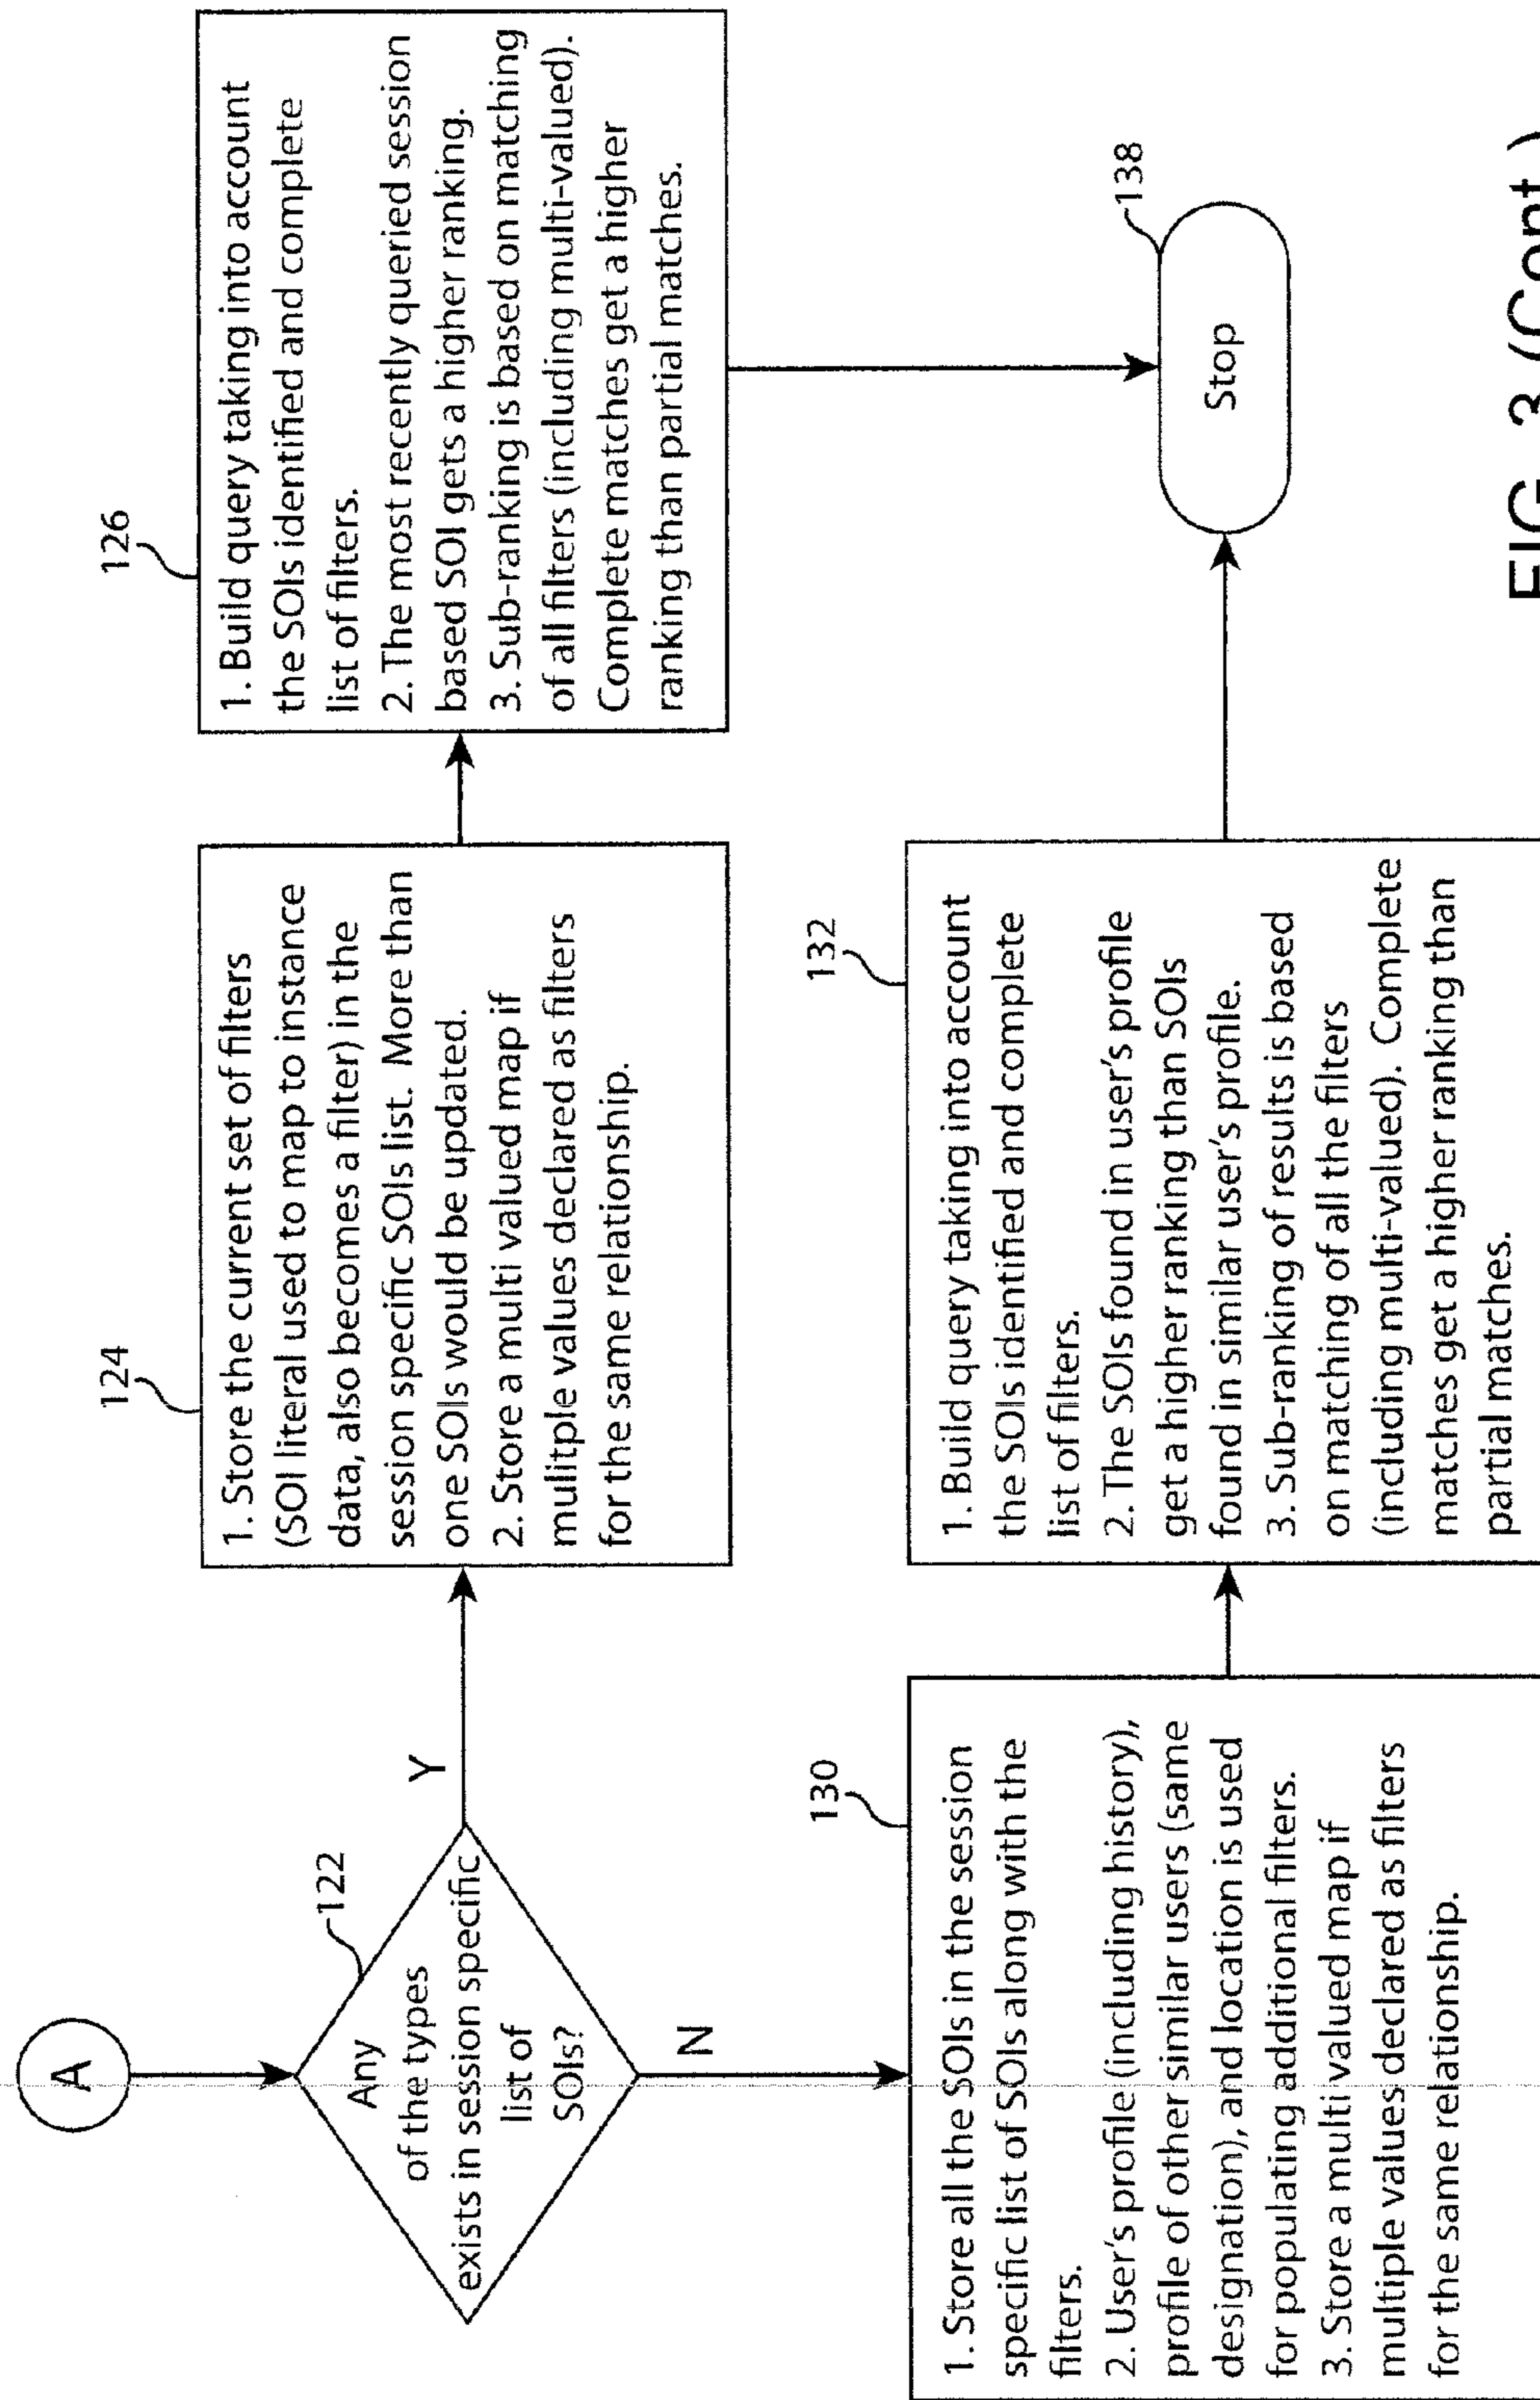 A
122
Any
of the types
exists in session specific
list of
SOIs?
Y
N
124
1. Store the current set of filters
(SOI literal used to map to instance
data, also becomes a filter) in the
session specific SOIs list. More than
one SOIs would be updated.
2. Store a multi valued map if
mulitple values declared as filters
for the same relationship.
126
1. Build query taking into account
the SOIs identified and complete
list of filters.
2. The most recently queried session
based SOI gets a higher ranking.
3. Sub-ranking is based on matching
of all filters (including multi-valued).
Complete matches get a higher
ranking than partial matches.
130
1. Store all the SOIs in the session
specific list of SOIs along with the
filters.
2. User's profile (including history),
profile of other similar users (same
designation), and location is used
for populating additional filters.
3. Store a multi valued map if
multiple values declared as filters
for the same relationship.
132
1. Build query taking into account
the SOIs identified and complete
list of filters.
2. The SOIs found in user's profile
get a higher ranking than SOIs
found in similar user's profile.
3. Sub-ranking of results is based
on matching of all the filters
(including multi-valued). Complete
matches get a higher ranking than
partial matches.
138
Stop
FIG. 3 (Cont.)